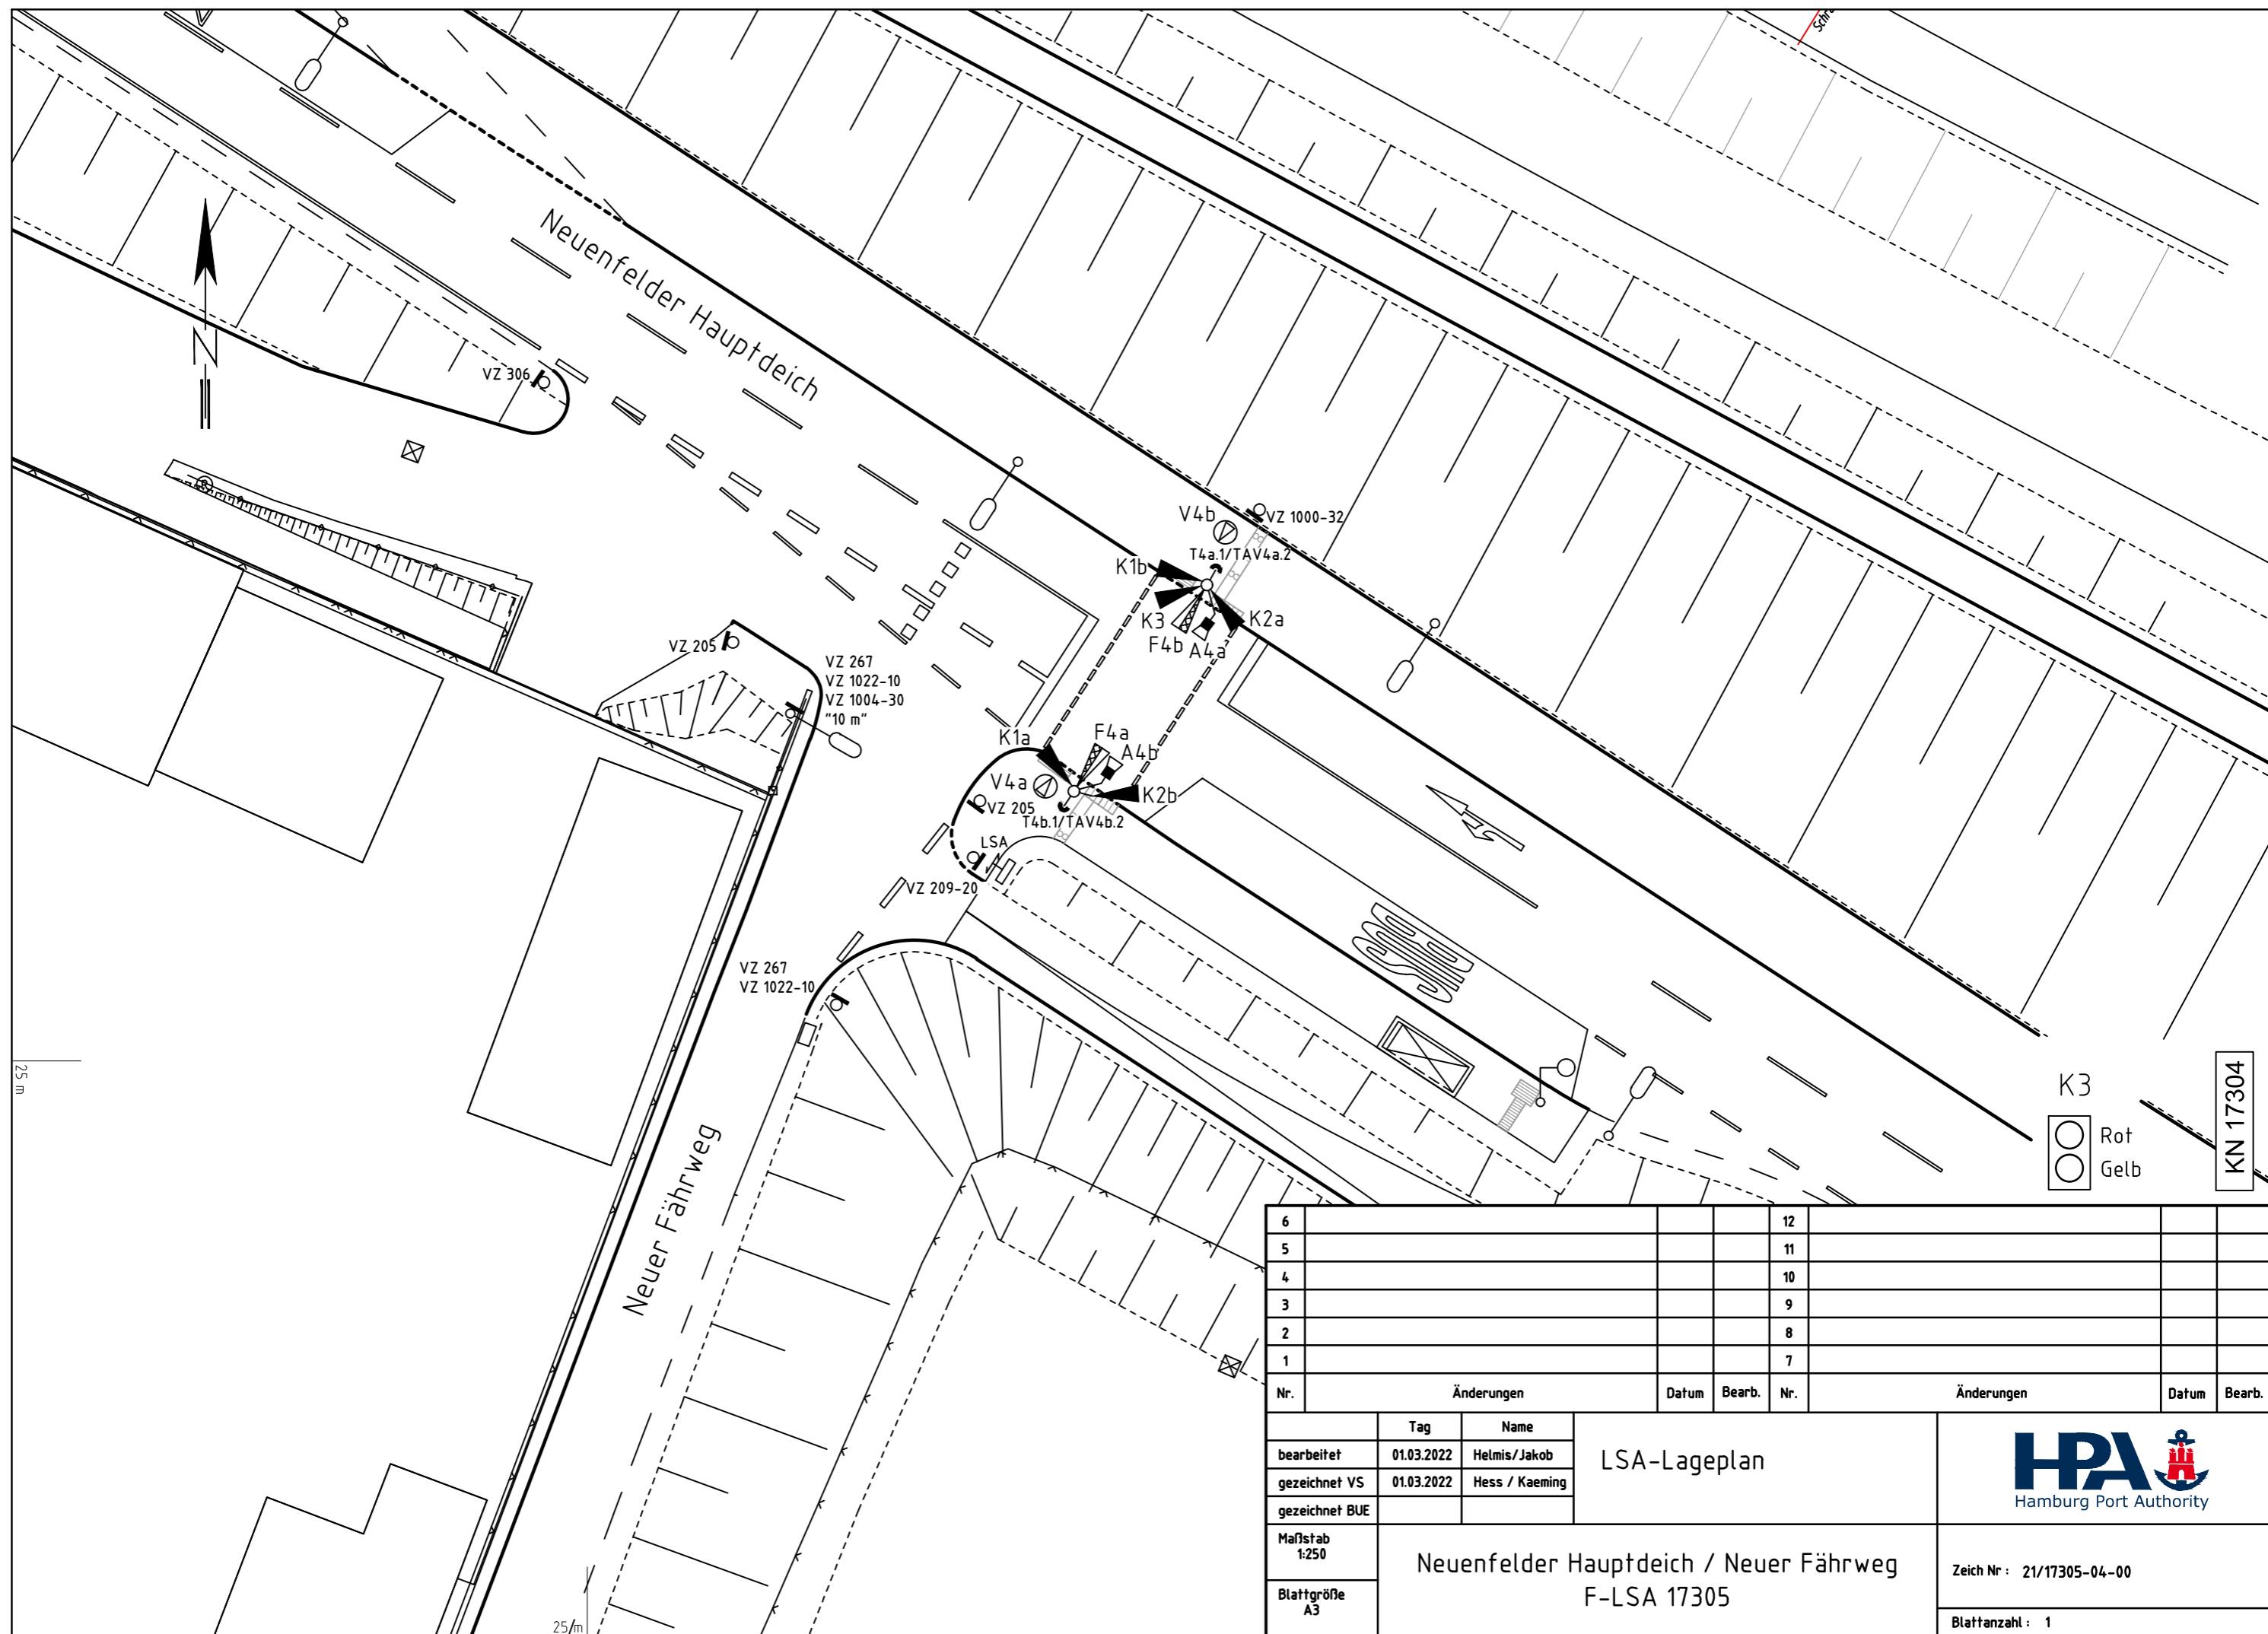 Neuenfelder Hauptdeich
N
VZ 306
V4b
VZ 1000-32
T4a.1/TAV4a.2
K1b
K3
K2a
F4b
A4a
VZ 205
VZ 267
VZ 1022-10
VZ 1004-30
"10 m"
K1a
F4a
A4b
V4a
K2b
VZ 205
T4b.1/TAV4b.2
LSA
VZ 209-20
VZ 267
VZ 1022-10
BUS
25 m
Neuer Fährweg
25/m
K3
Rot
Gelb
KN 17304
6 12
5 11
4 10
3 9
2 8
1 7
Nr. Änderungen Datum Bearb. Nr. Änderungen Datum Bearb.
Tag Name
bearbeitet 01.03.2022 Helmis/Jakob
gezeichnet VS 01.03.2022 Hess / Kaeming
gezeichnet BUE
LSA-Lageplan
HPA
Hamburg Port Authority
Maßstab
1:250
Blattgröße
A3
Neuenfelder Hauptdeich / Neuer Fährweg
F-LSA 17305
Zeich Nr : 21/17305-04-00
Blattanzahl : 1